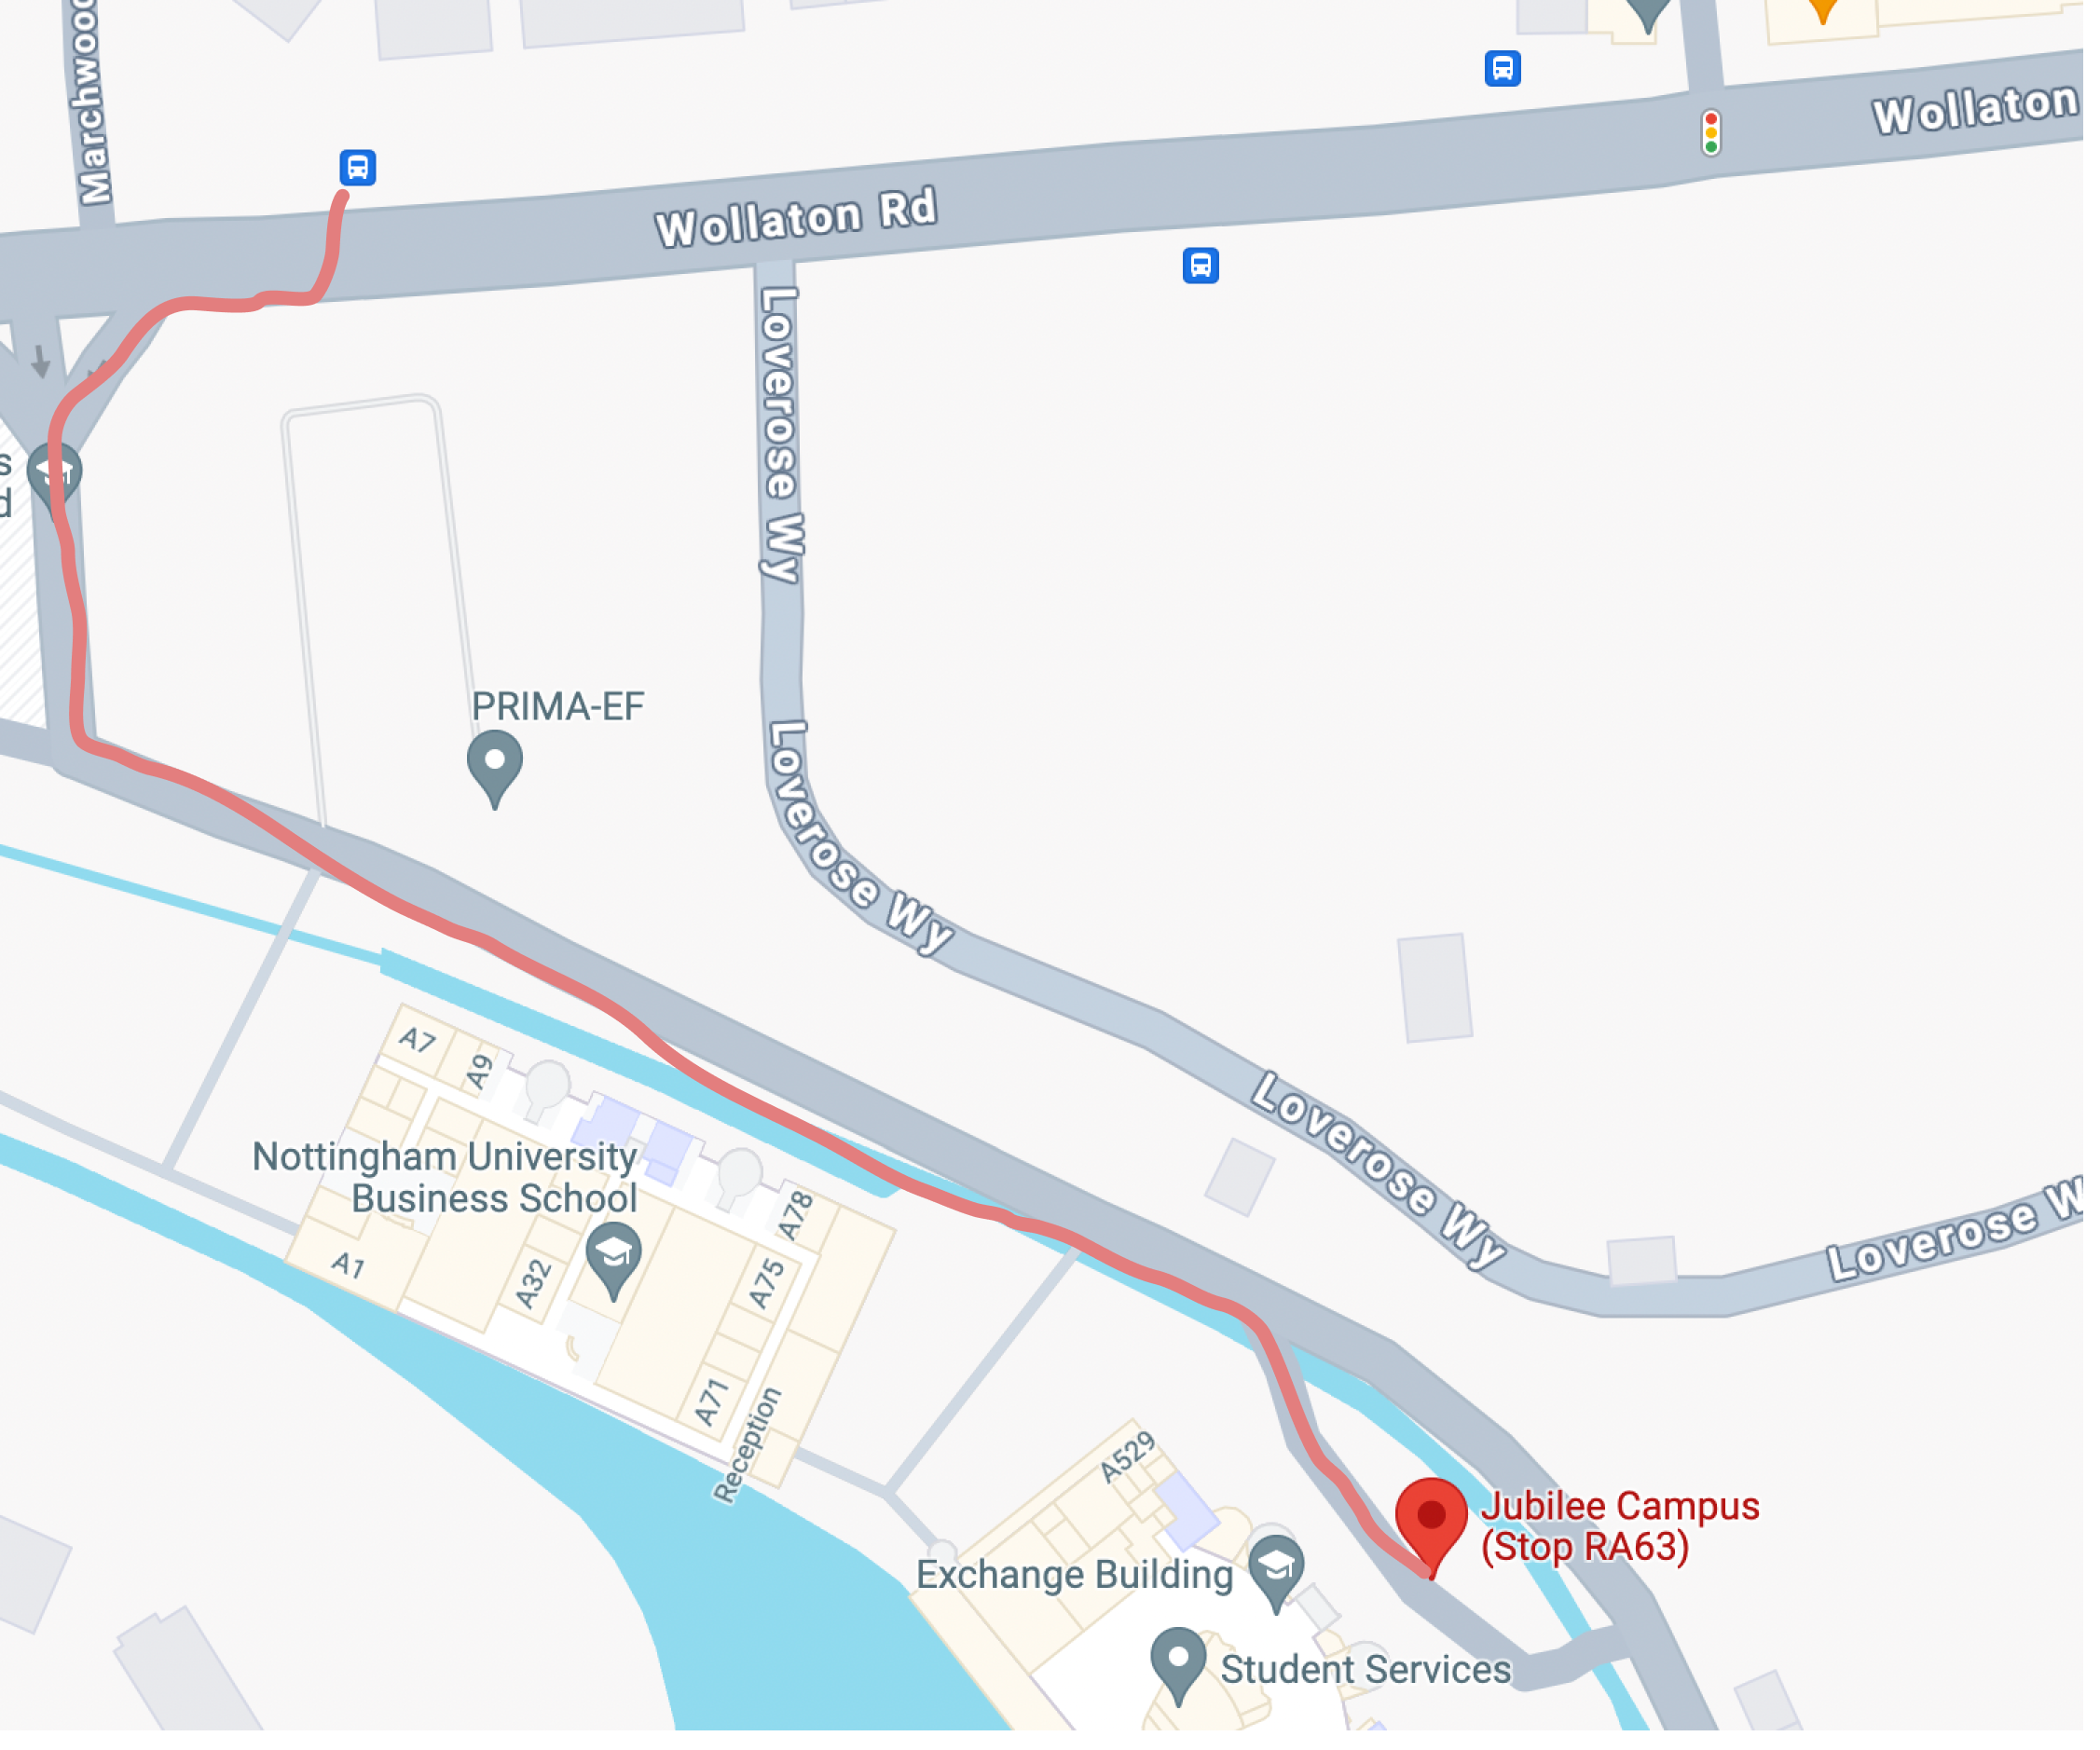 Marchwoo
Wollaton
Wollaton Rd
Loverose Wy
s
d
PRIMA-EF
Loverose Wy
A7
A9
Loverose Wy
Nottingham University
Business School
A78
A1
A32
A75
Loverose W
A71
Reception
A529
Jubilee Campus
(Stop RA63)
Exchange Building
Student Services